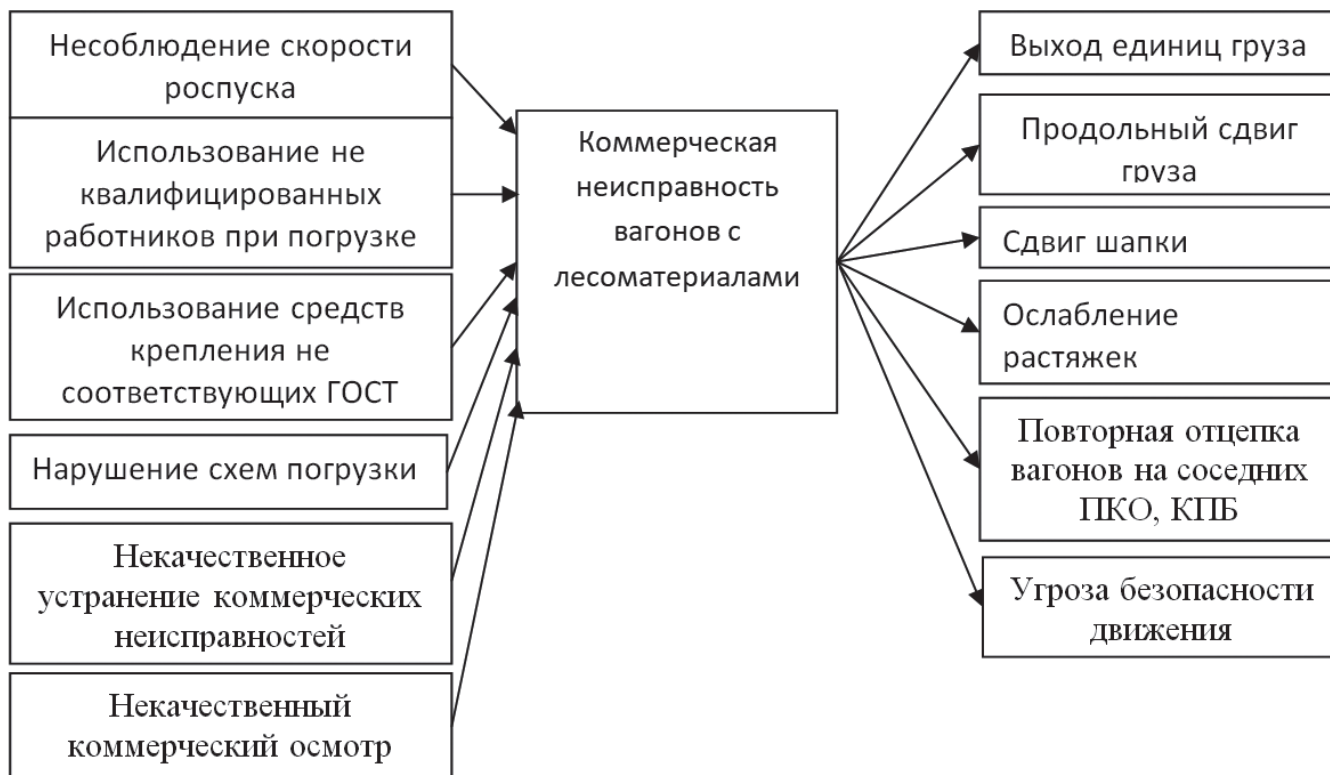 Несоблюдение скорости
роспуска
Использование не
квалифицированных
работников при погрузке
Использование средств
крепления не
соответствующих ГОСТ
Нарушение схем погрузки
Некачественное
устранение коммерческих
неисправностей
Некачественный
коммерческий осмотр
Коммерческая
неисправность
вагонов с
лесоматериалами
Выход единиц груза
Продольный сдвиг
груза
Сдвиг шапки
Ослабление
растяжек
Повторная отцепка
вагонов на соседних
ПКО, КПБ
Угроза безопасности
движения